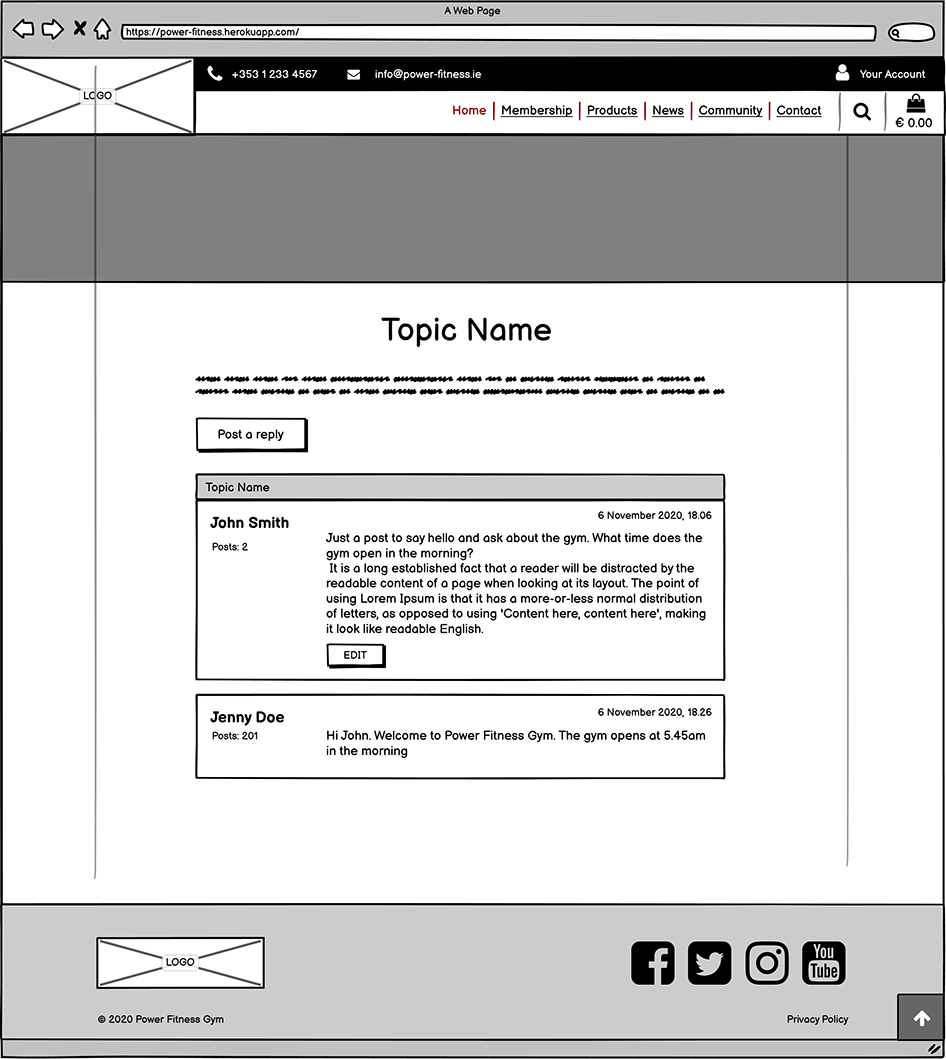 A Web Page
https://power-fitness.herokuapp.com/
LOGO
+353 1 233 4567
info@power-fitness.ie
Your Account
Home Membership Products News Community Contact
€ 0.00
Topic Name
Post a reply
Topic Name
John Smith
6 November 2020, 18.06
Posts: 2
Just a post to say hello and ask about the gym. What time does the
gym open in the morning?
It is a long established fact that a reader will be distracted by the
readable content of a page when looking at its layout. The point of
using Lorem Ipsum is that it has a more-or-less normal distribution
of letters, as opposed to using 'Content here, content here', making
it look like readable English.
EDIT
Jenny Doe
6 November 2020, 18.26
Posts: 201
Hi John. Welcome to Power Fitness Gym. The gym opens at 5.45am
in the morning
LOGO
You
Tube
© 2020 Power Fitness Gym
Privacy Policy